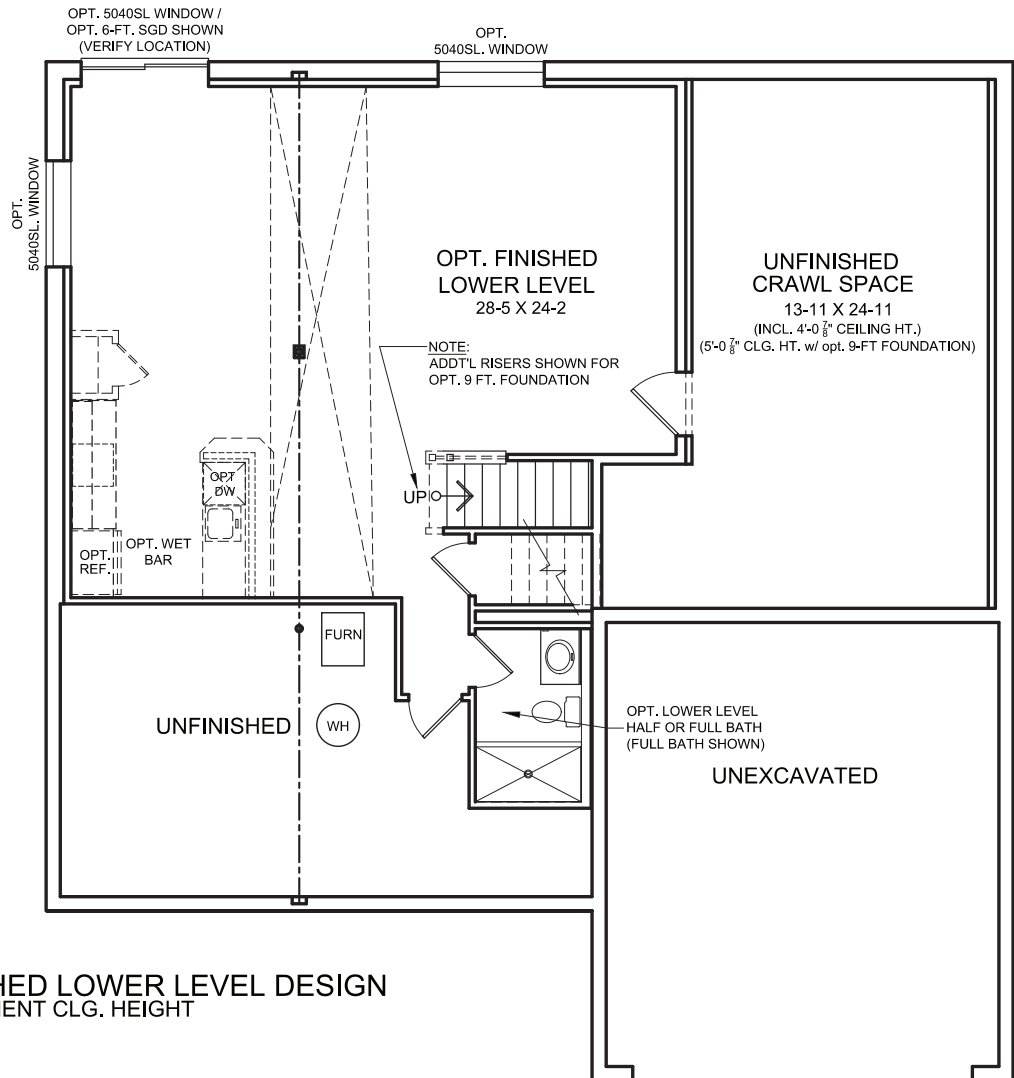 OPT. 5040SL WINDOW /
OPT. 6-FT. SGD SHOWN
(VERIFY LOCATION)
OPT.
5040SL. WINDOW
OPT.
5040SL. WINDOW
OPT. FINISHED
LOWER LEVEL
28-5 X 24-2
UNFINISHED
CRAWL SPACE
13-11 X 24-11
(INCL. 4'-0 ⅞" CEILING HT.)
(5'-0 ⅞" CLG. HT. w/ opt. 9-FT FOUNDATION)
NOTE:
ADDT'L RISERS SHOWN FOR
OPT. 9 FT. FOUNDATION
UP
OPT
DW
OPT. WET
BAR
OPT.
REF.
FURN
WH
UNFINISHED
OPT. LOWER LEVEL
HALF OR FULL BATH
(FULL BATH SHOWN)
UNEXCAVATED
HED LOWER LEVEL DESIGN
ENT CLG. HEIGHT